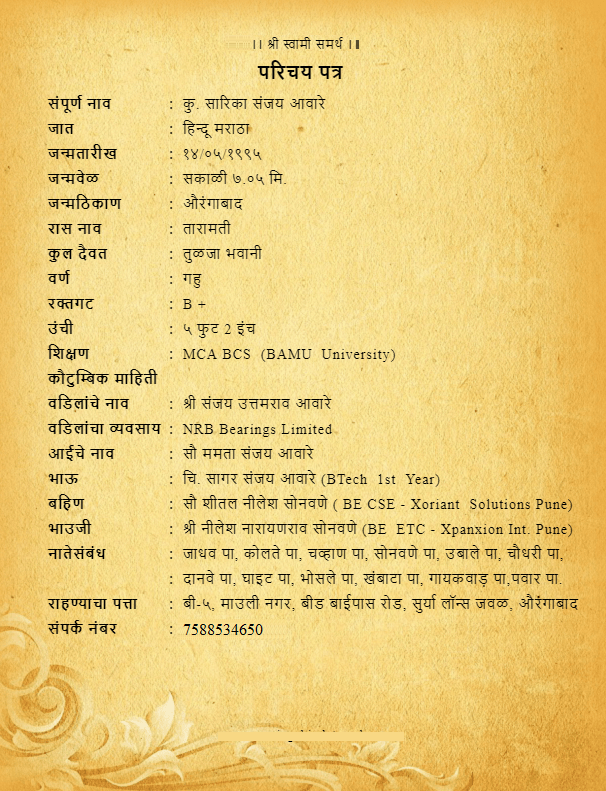 ।। श्री स्वामी समर्थ ।।
परिचय पत्र
संपूर्ण नाव : कु. सारिका संजय आवारे
जात : हिन्दू मराठा
जन्मतारीख : १४/०५/१९९५
जन्मवेळ : सकाळी ७.०५ मि.
जन्मठिकाण : औरंगाबाद
रास नाव : तारामती
कुल दैवत : तुळजा भवानी
वर्ण : गहु
रक्तगट : B +
उंची : ५ फुट 2 इंच
शिक्षण : MCA BCS (BAMU University)
कौटुम्बिक माहिती
वडिलांचे नाव : श्री संजय उत्तमराव आवारे
वडिलांचा व्यवसाय : NRB Bearings Limited
आईचे नाव : सौ ममता संजय आवारे
भाऊ : चि. सागर संजय आवारे (BTech 1st Year)
बहिण : सौ शीतल नीलेश सोनवणे ( BE CSE - Xoriant Solutions Pune)
भाउजी : श्री नीलेश नारायणराव सोनवणे (BE ETC - Xpanxion Int. Pune)
नातेसंबंध : जाधव पा, कोलते पा, चव्हाण पा, सोनवणे पा, उबाले पा, चौधरी पा,
: दानवे पा, घाइट पा, भोसले पा, खंबाटा पा, गायकवाड़ पा,पवार पा.
राहण्याचा पत्ता : बी-५, माउली नगर, बीड बाईपास रोड, सुर्या लॉन्स जवळ, औरंगाबाद
संपर्क नंबर : 7588534650